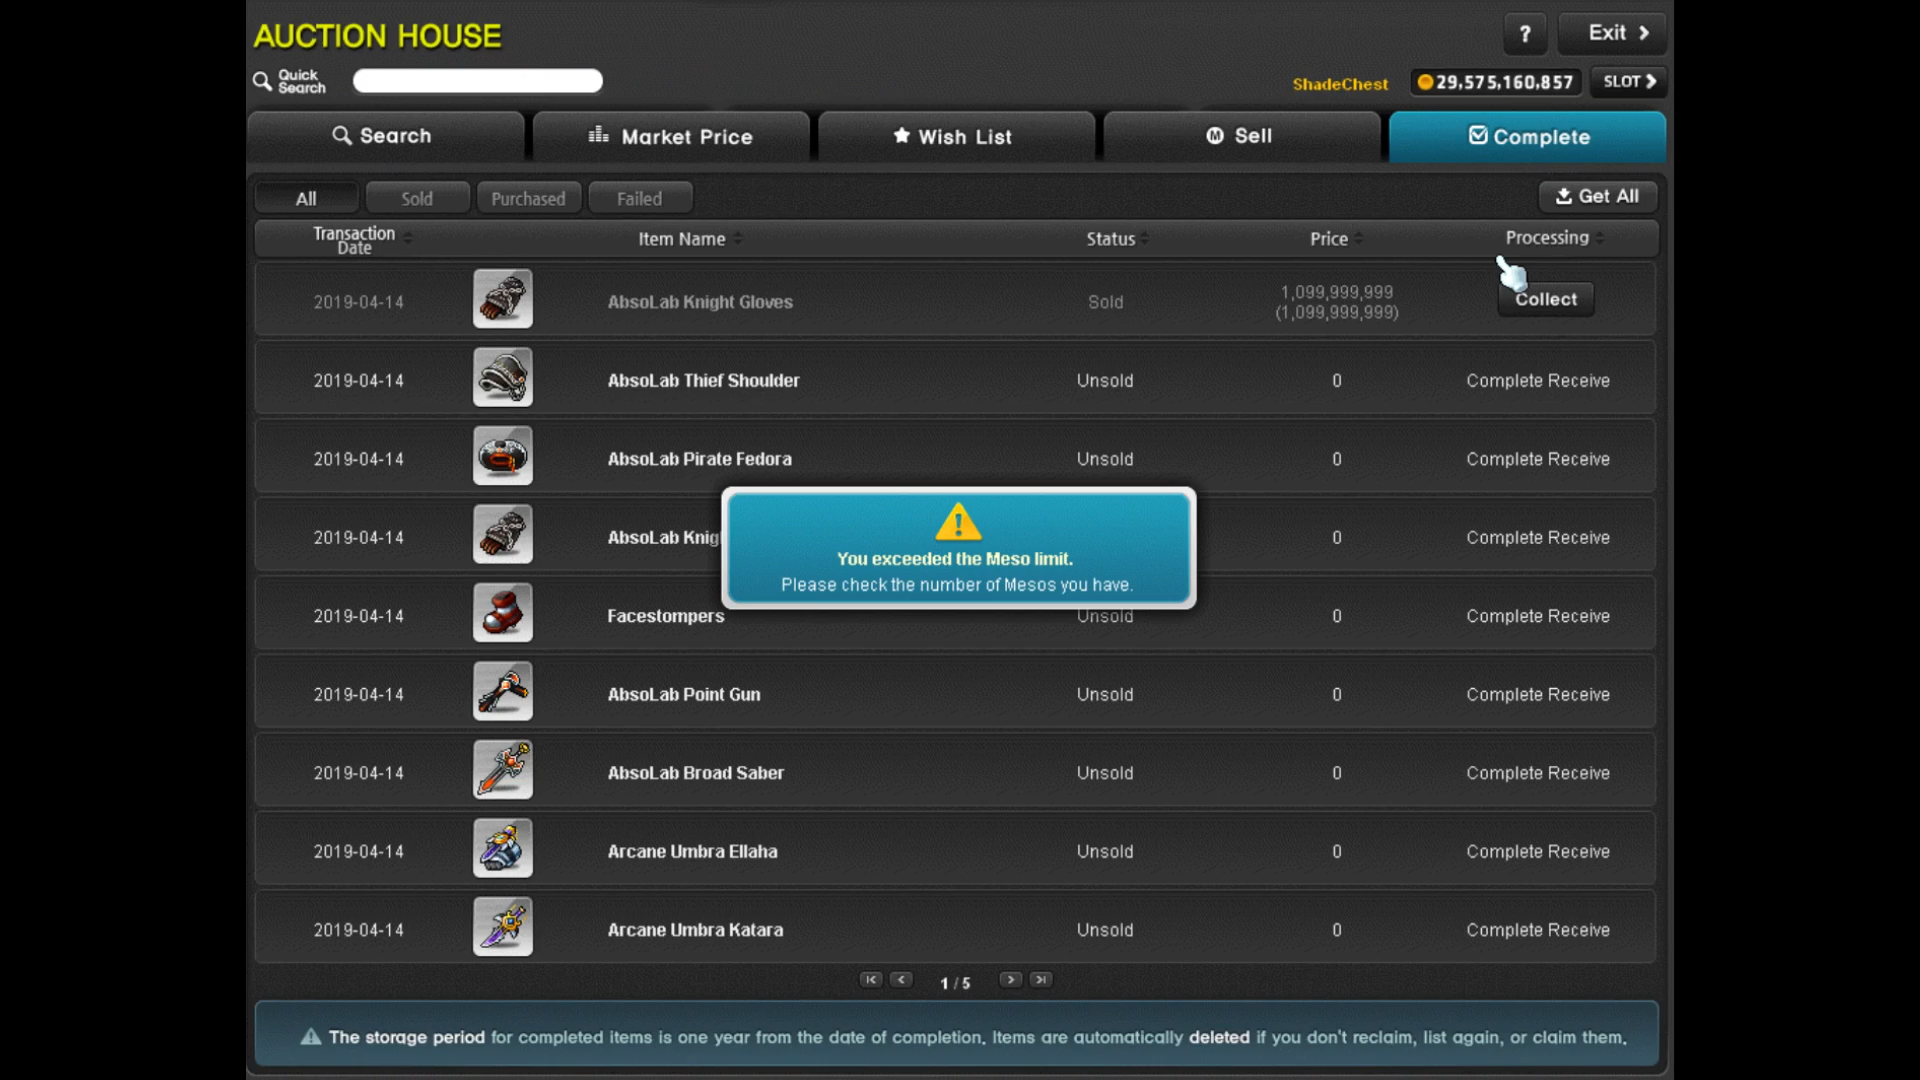 AUCTION HOUSE
?
Exit
Quick
Search
ShadeChest
29,575,160,857
SLOT
Search
Market Price
Wish List
Sell
Complete
All
Sold
Purchased
Failed
Get All
Transaction
Date
Item Name
Status
Price
Processing
2019-04-14
AbsoLab Knight Gloves
Sold
1,099,999,999
(1,099,999,999)
Collect
2019-04-14
AbsoLab Thief Shoulder
Unsold
0
Complete Receive
2019-04-14
AbsoLab Pirate Fedora
Unsold
0
Complete Receive
2019-04-14
AbsoLab Knig
0
Complete Receive
You exceeded the Meso limit.
Please check the number of Mesos you have.
2019-04-14
Facestompers
Unsold
0
Complete Receive
2019-04-14
AbsoLab Point Gun
Unsold
0
Complete Receive
2019-04-14
AbsoLab Broad Saber
Unsold
0
Complete Receive
2019-04-14
Arcane Umbra Ellaha
Unsold
0
Complete Receive
2019-04-14
Arcane Umbra Katara
Unsold
0
Complete Receive
1 / 5
The storage period for completed items is one year from the date of completion. Items are automatically deleted if you don't reclaim, list again, or claim them.